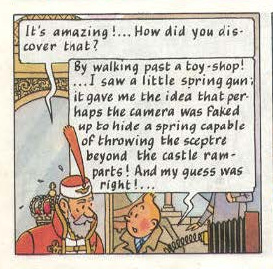 It's amazing!... How did you dis-
cover that?
By walking past a toy-shop!
...I saw a little spring gun;
it gave me the idea that per-
haps the camera was faked
up to hide a spring capable
of throwing the sceptre
beyond the castle ram-
parts! And my guess was
right!...